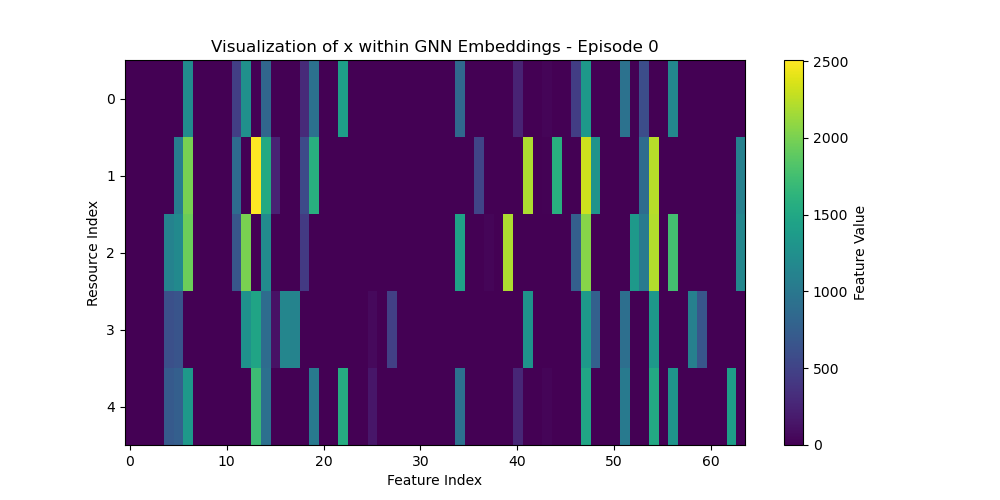 Visualization of x within GNN Embeddings - Episode 0
Resource Index
0
1
2
3
4
0 10 20 30 40 50 60
Feature Index
2500
2000
1500
1000
500
0
Feature Value